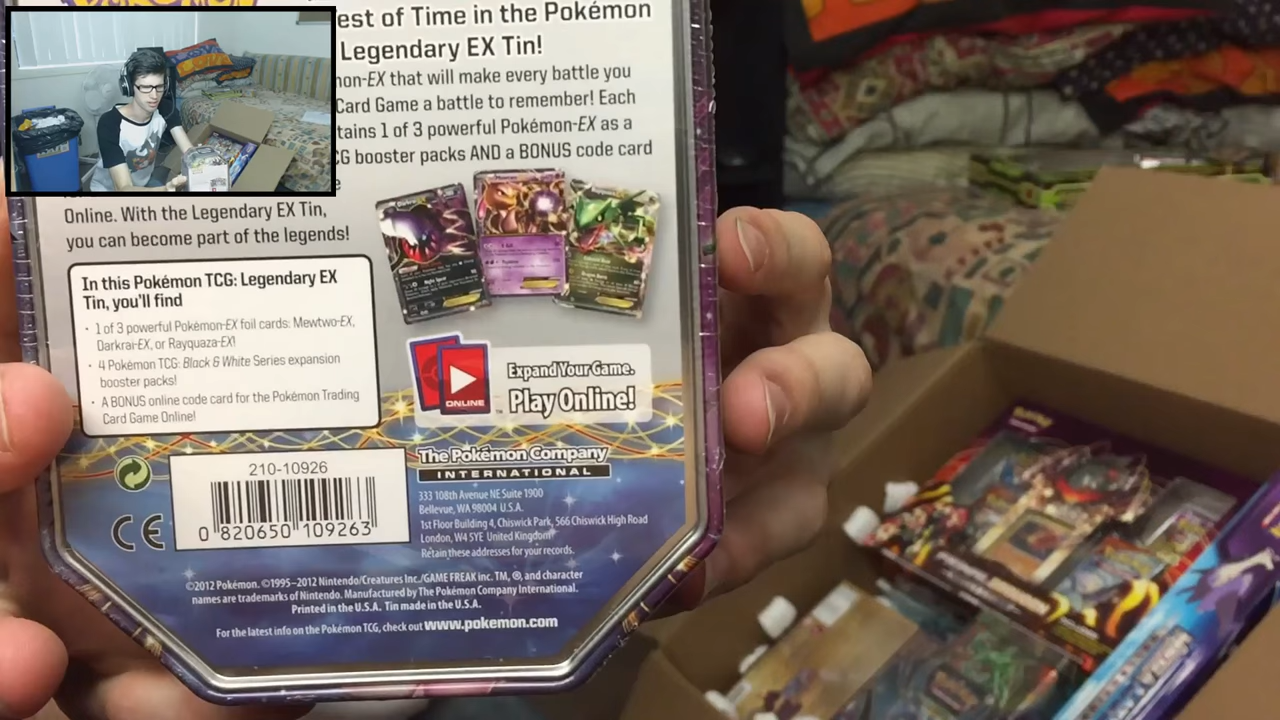 est of Time in the Pokémon
Legendary EX Tin!
on-EX that will make every battle you
Card Game a battle to remember! Each
tains 1 of 3 powerful Pokémon-EX as a
G booster packs AND a BONUS code card
e
Online. With the Legendary EX Tin,
you can become part of the legends!
In this Pokémon TCG: Legendary EX
Tin, you'll find
• 1 of 3 powerful Pokémon-EX foil cards: Mewtwo-EX,
Darkrai-EX, or Rayquaza-EX!
• 4 Pokémon TCG: Black & White Series expansion
booster packs!
• A BONUS online code card for the Pokémon Trading
Card Game Online!
ONLINE
Expand Your Game.
Play Online!
210-10926
0 820650 109263
CE
The Pokémon Company
INTERNATIONAL
333 108th Avenue NE Suite 1900
Bellevue, WA 98004 U.S.A.
1st Floor Building 4, Chiswick Park, 566 Chiswick High Road
London, W4 5YE United Kingdom
Retain these addresses for your records.
©2012 Pokémon. ©1995–2012 Nintendo/Creatures Inc./GAME FREAK inc. TM, ®, and character
names are trademarks of Nintendo. Manufactured by The Pokémon Company International.
Printed in the U.S.A. Tin made in the U.S.A.
For the latest info on the Pokémon TCG, check out www.pokemon.com